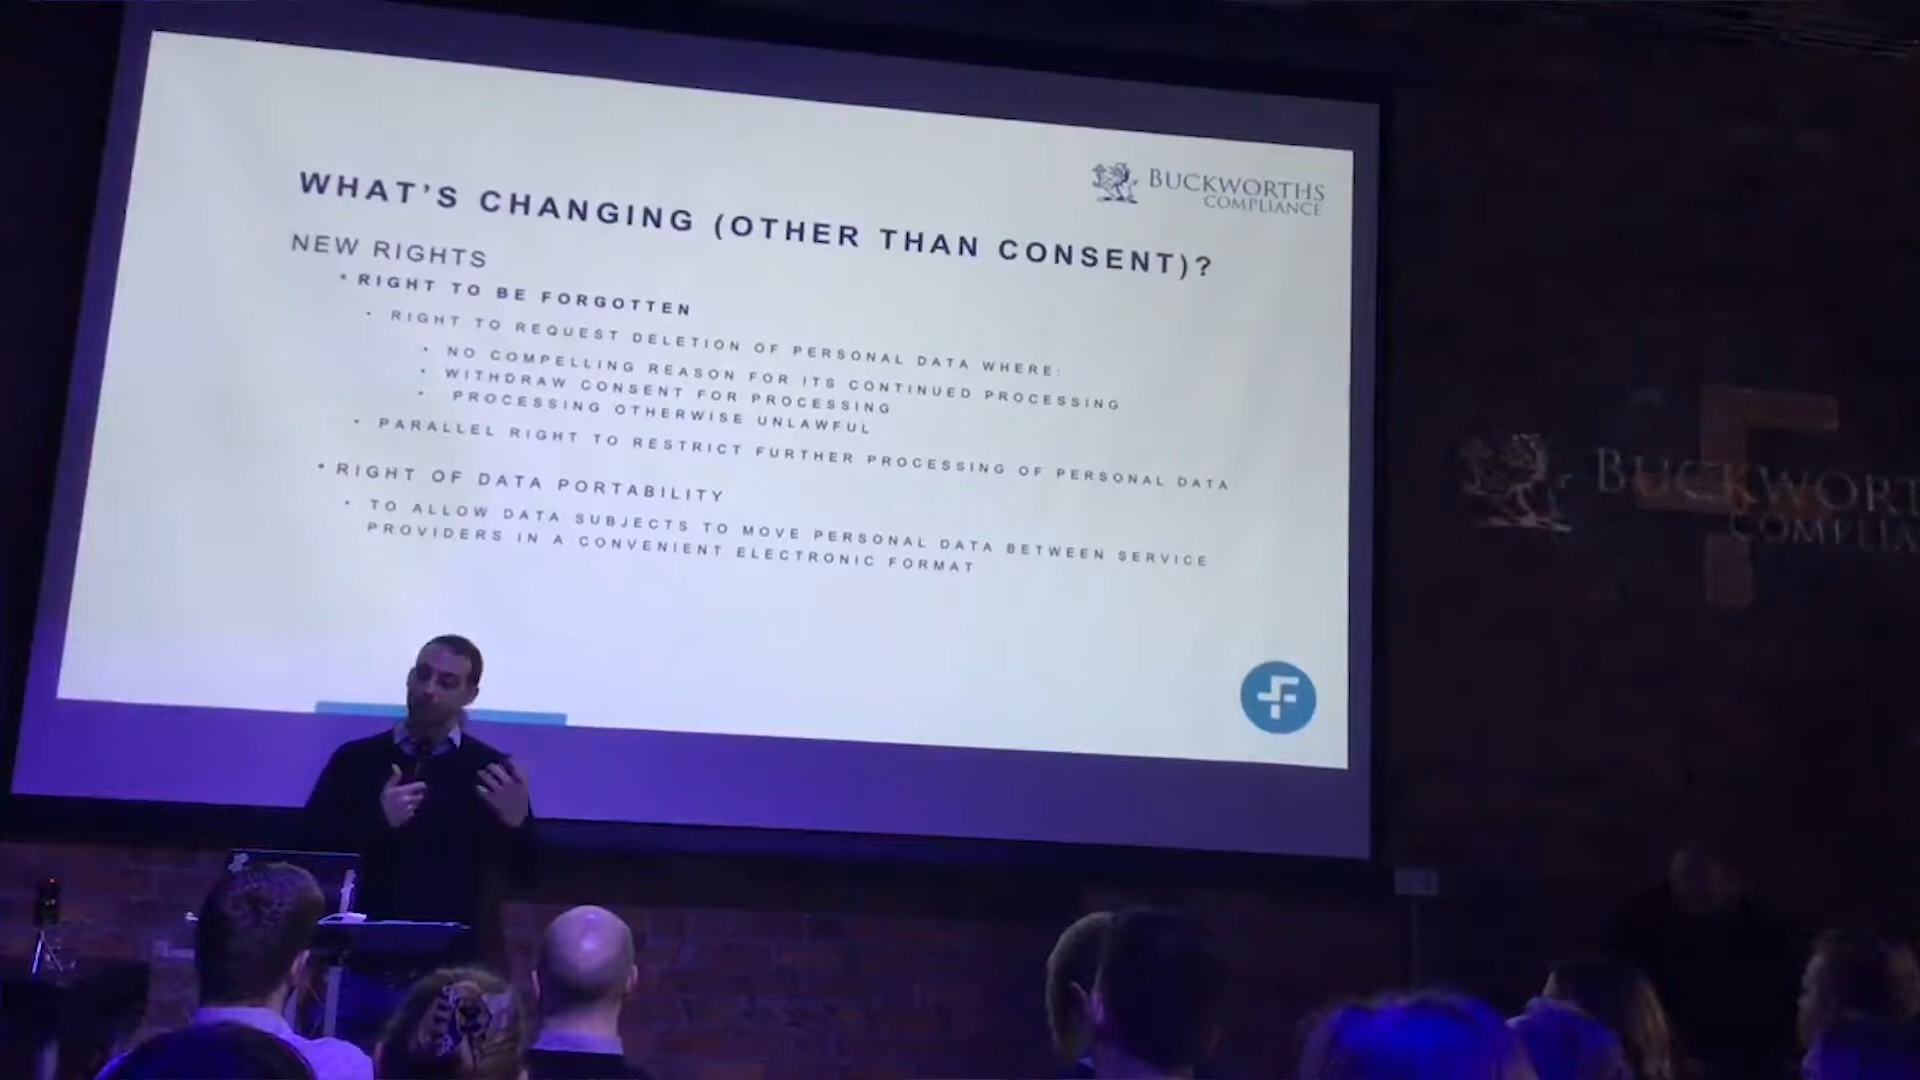 BUCKWORTHS
COMPLIANCE
WHAT'S CHANGING (OTHER THAN CONSENT)?
NEW RIGHTS
• RIGHT TO BE FORGOTTEN
• RIGHT TO REQUEST DELETION OF PERSONAL DATA WHERE:
• NO COMPELLING REASON FOR ITS CONTINUED PROCESSING
• WITHDRAW CONSENT FOR PROCESSING
• PROCESSING OTHERWISE UNLAWFUL
• PARALLEL RIGHT TO RESTRICT FURTHER PROCESSING OF PERSONAL DATA
• RIGHT OF DATA PORTABILITY
• TO ALLOW DATA SUBJECTS TO MOVE PERSONAL DATA BETWEEN SERVICE
PROVIDERS IN A CONVENIENT ELECTRONIC FORMAT
F
BUCKWORT
COMPLIA